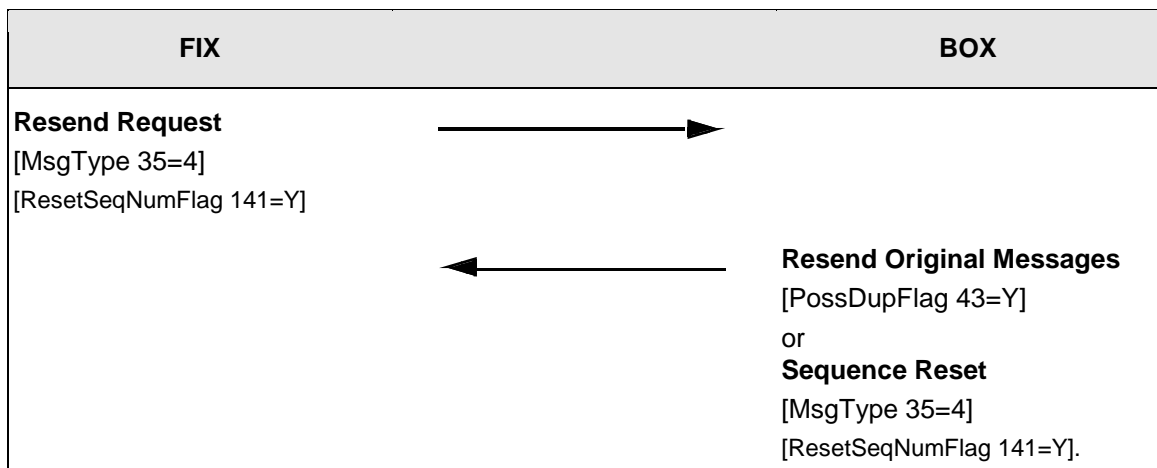 FIX
BOX
Resend Request
[MsgType 35=4]
[ResetSeqNumFlag 141=Y]
Resend Original Messages
[PossDupFlag 43=Y]
or
Sequence Reset
[MsgType 35=4]
[ResetSeqNumFlag 141=Y].